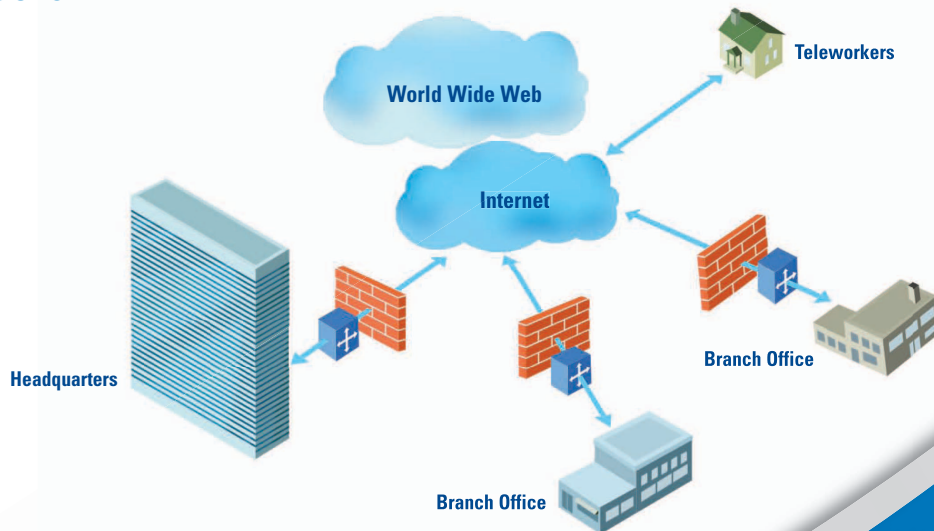 World Wide Web
Teleworkers
Internet
Headquarters
Branch Office
Branch Office